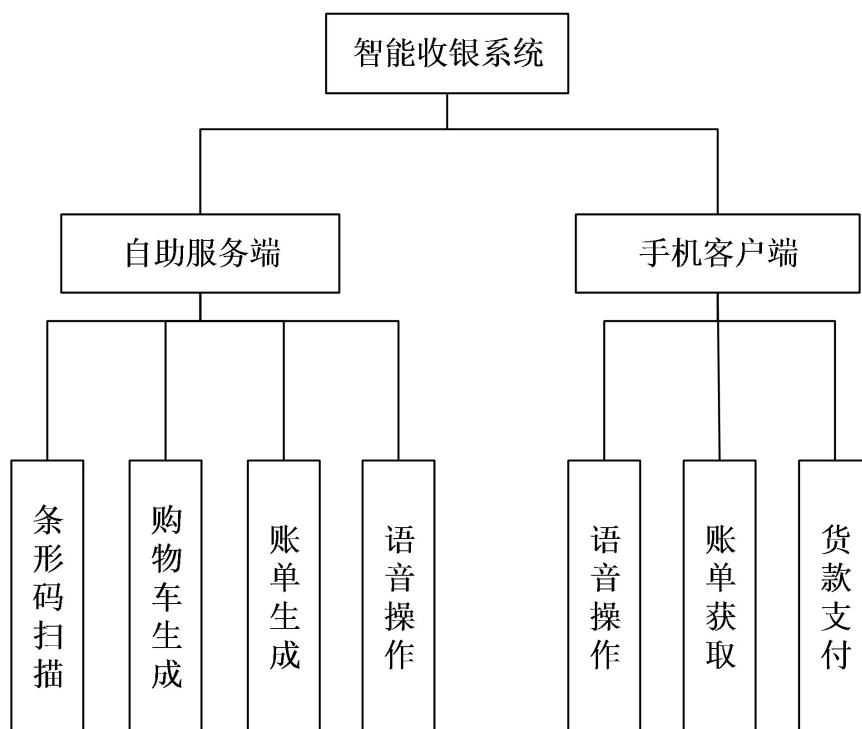 智能收银系统
自助服务端
手机客户端
条形码扫描
购物车生成
账单生成
语音操作
语音操作
账单获取
货款支付